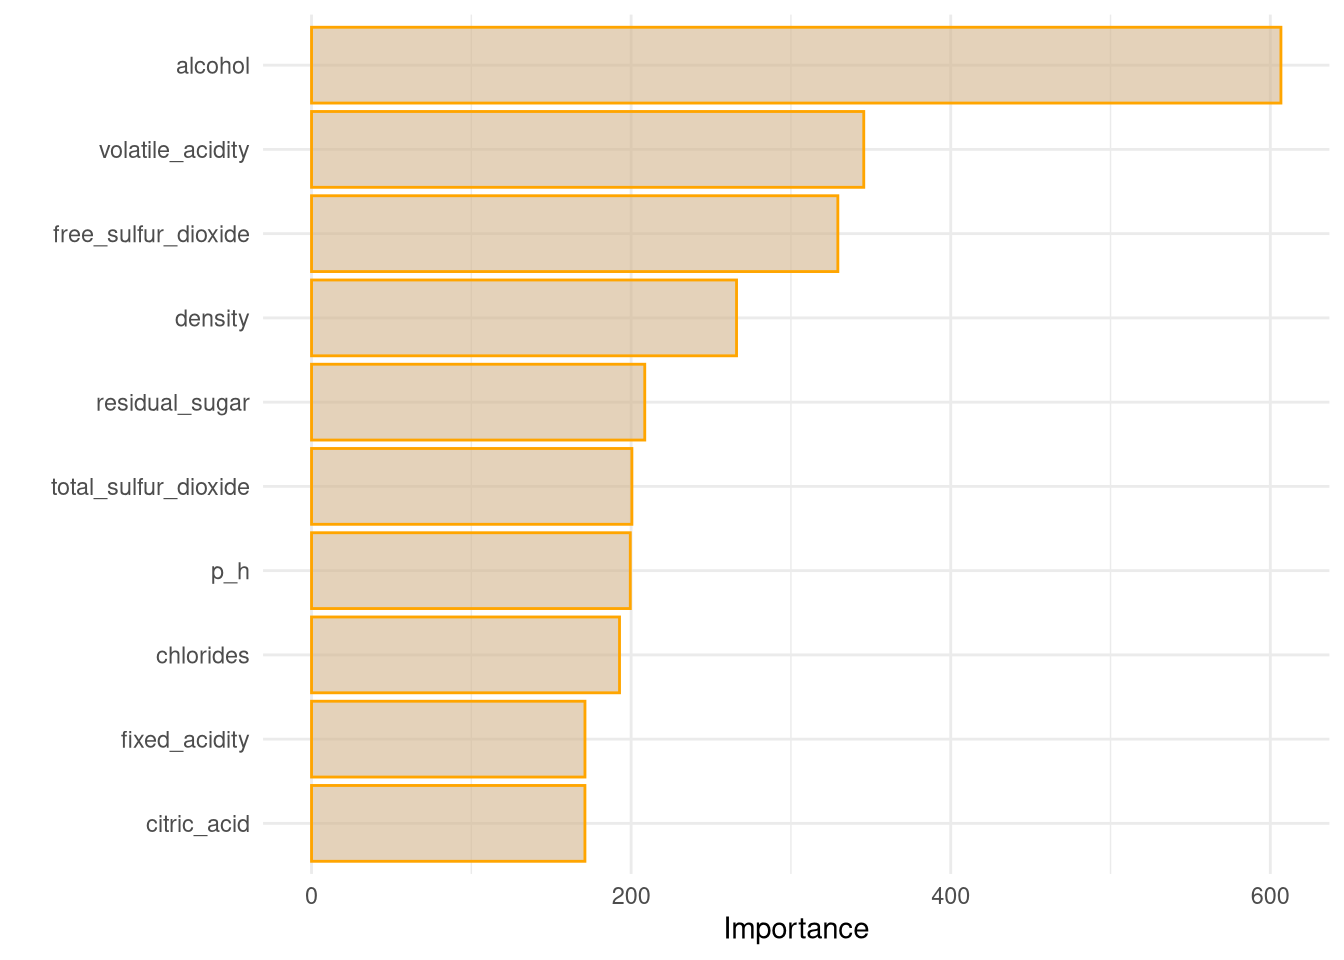 alcohol
volatile_acidity
free_sulfur_dioxide
density
residual_sugar
total_sulfur_dioxide
p_h
chlorides
fixed_acidity
citric_acid
0 200 400 600
Importance